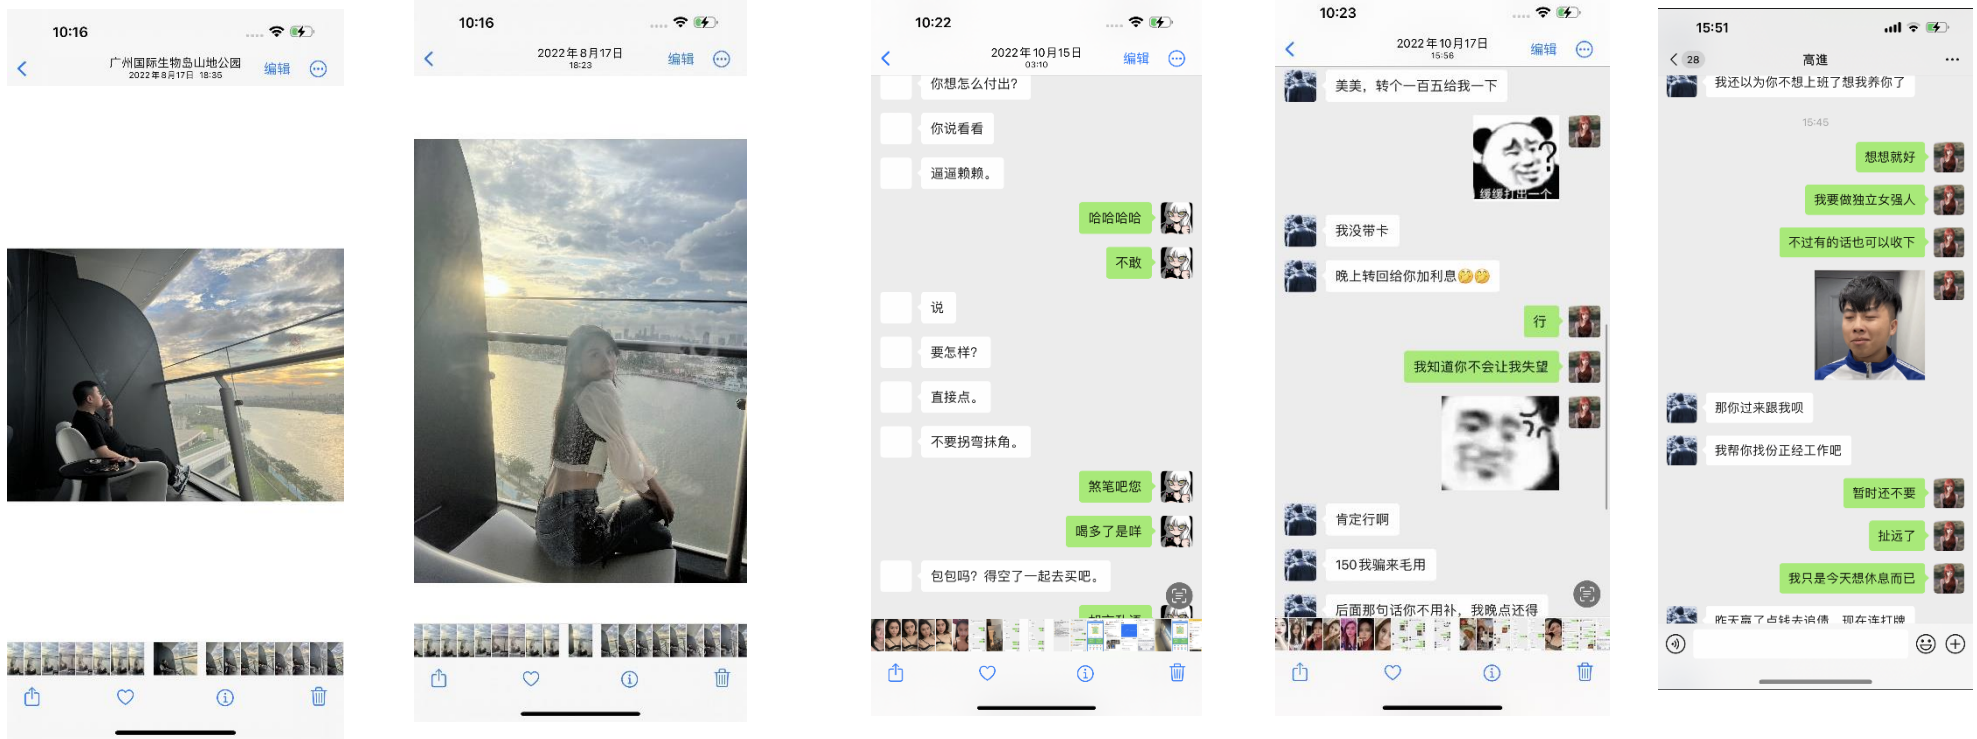 10:16
广州国际生物岛山地公园
2022年8月17日 18:35
编辑
10:16
2022年8月17日
18:23
编辑
10:22
2022年10月15日
03:10
编辑
你想怎么付出?
你说看看
逼逼赖赖。
哈哈哈哈
不敢
说
要怎样?
直接点。
不要拐弯抹角。
煞笔吧您
喝多了是咩
包包吗? 得空了一起去买吧。
10:23
2022年10月17日
15:56
编辑
美美，转个一百五给我一下
缓缓打出一个
我没带卡
晚上转回给你加利息
行
我知道你不会让我失望
肯定行啊
150我骗来毛用
后面那句话你不用补，我晚点还得
15:51
28
高進
我还以为你不想上班了想我养你了
15:45
想想就好
我要做独立女强人
不过有的话也可以收下
那你过来跟我呗
我帮你找份正经工作吧
暂时还不要
扯远了
我只是今天想休息而已
昨天赢了点钱去追债，现在连打牌